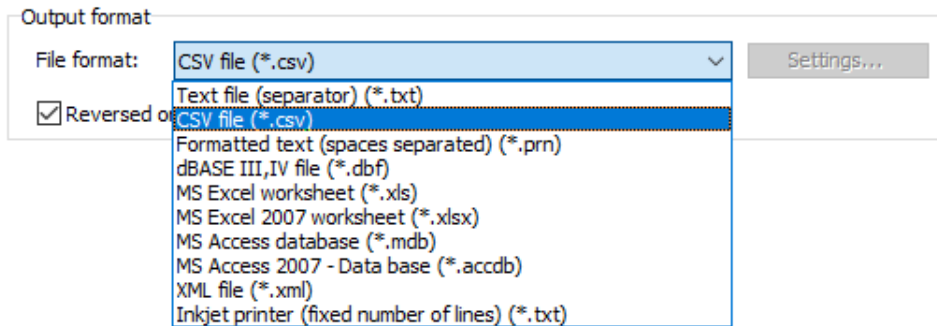 Output format
File format:
CSV file (*.csv)
Settings...
Reversed
Text file (separator) (*.txt)
CSV file (*.csv)
Formatted text (spaces separated) (*.prn)
dBASE III,IV file (*.dbf)
MS Excel worksheet (*.xls)
MS Excel 2007 worksheet (*.xlsx)
MS Access database (*.mdb)
MS Access 2007 - Data base (*.accdb)
XML file (*.xml)
Inkjet printer (fixed number of lines) (*.txt)